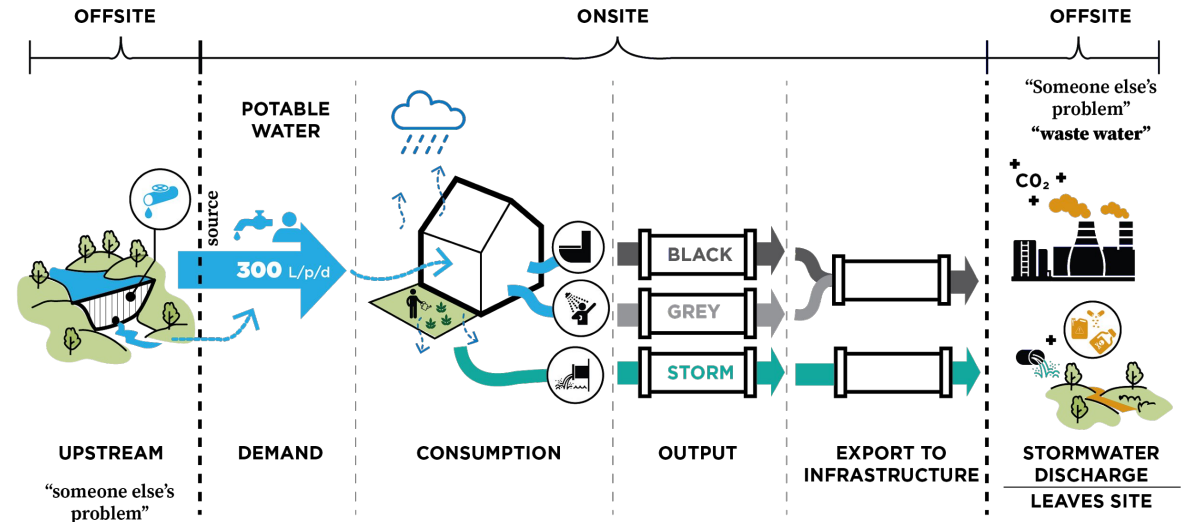 OFFSITE
ONSITE
OFFSITE
POTABLE
WATER
source
300 L/p/d
BLACK
GREY
STORM
“Someone else’s
problem”
“waste water”
CO₂
UPSTREAM
“someone else’s
problem”
DEMAND
CONSUMPTION
OUTPUT
EXPORT TO
INFRASTRUCTURE
STORMWATER
DISCHARGE
LEAVES SITE